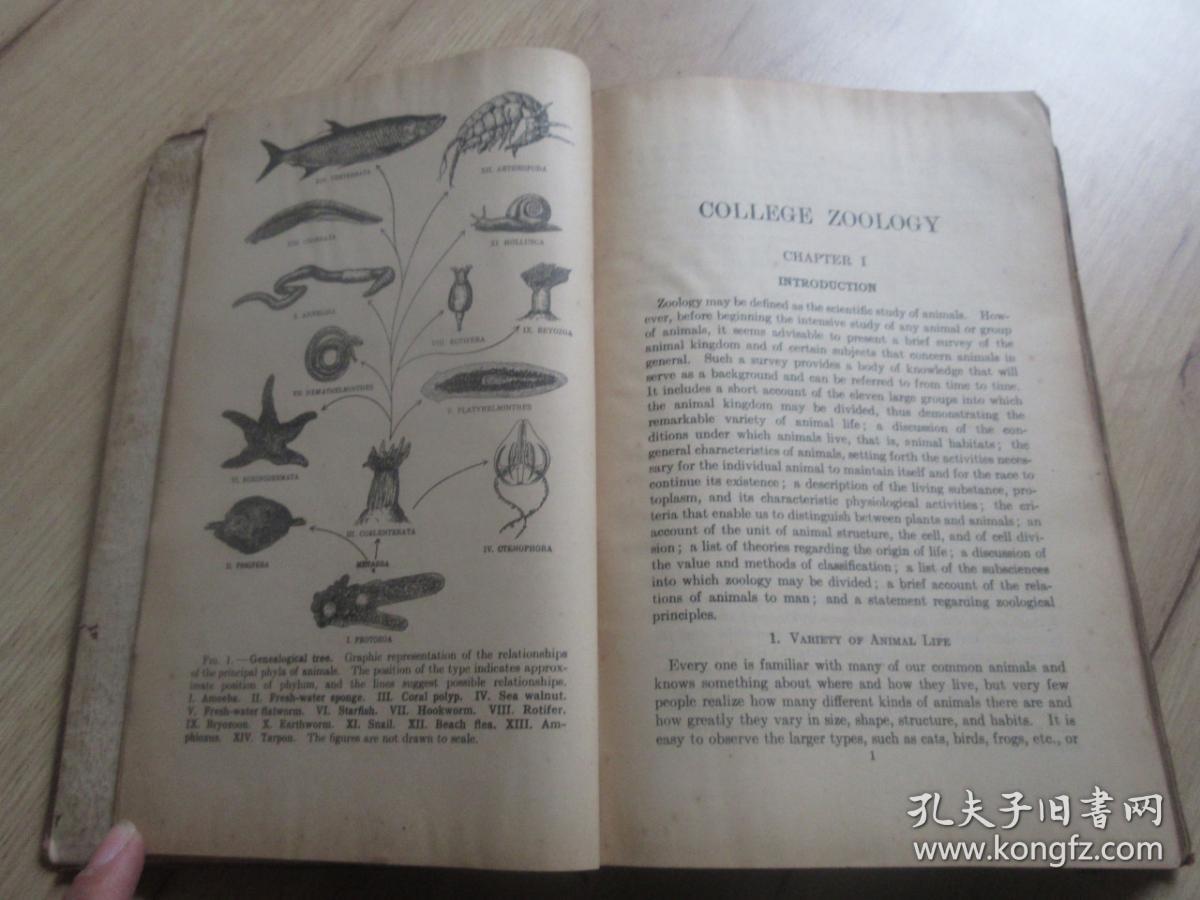 XIV. VERTEBRATA
XII. ARTHROPODA
XIII. CHORDATA
XI. MOLLUSCA
X. ANNELIDA
VIII. ROTIFERA
IX. BRYOZOA
VII. NEMATHELMINTHES
V. PLATYHELMINTHES
VI. ECHINODERMATA
III. COELENTERATA
IV. CTENOPHORA
II. PORIFERA
METAZOA
I. PROTOZOA
FIG. 1.—Genealogical tree. Graphic representation of the relationships
of the principal phyla of animals. The position of the type indicates approx-
imate position of phylum, and the lines suggest possible relationships.
I. Amoeba. II. Fresh-water sponge. III. Coral polyp. IV. Sea walnut.
V. Fresh-water flatworm. VI. Starfish. VII. Hookworm. VIII. Rotifer.
IX. Bryozoon. X. Earthworm. XI. Snail. XII. Beach flea. XIII. Am-
phioxus. XIV. Tarpon. The figures are not drawn to scale.
COLLEGE ZOOLOGY
CHAPTER I
INTRODUCTION
Zoology may be defined as the scientific study of animals. How-
ever, before beginning the intensive study of any animal or group
of animals, it seems advisable to present a brief survey of the
animal kingdom and of certain subjects that concern animals in
general. Such a survey provides a body of knowledge that will
serve as a background and can be referred to from time to time.
It includes a short account of the eleven large groups into which
the animal kingdom may be divided, thus demonstrating the
remarkable variety of animal life; a discussion of the con-
ditions under which animals live, that is, animal habitats; the
general characteristics of animals, setting forth the activities neces-
sary for the individual animal to maintain itself and for the race to
continue its existence; a description of the living substance, pro-
toplasm, and its characteristic physiological activities; the cri-
teria that enable us to distinguish between plants and animals; an
account of the unit of animal structure, the cell, and of cell divi-
sion; a list of theories regarding the origin of life; a discussion of
the value and methods of classification; a list of the subsciences
into which zoology may be divided; a brief account of the rela-
tions of animals to man; and a statement regarding zoological
principles.
1. VARIETY OF ANIMAL LIFE
Every one is familiar with many of our common animals and
knows something about where and how they live, but very few
people realize how many different kinds of animals there are and
how greatly they vary in size, shape, structure, and habits. It is
easy to observe the larger types, such as cats, birds, frogs, etc., or
1
孔夫子旧書网
www.kongfz.com